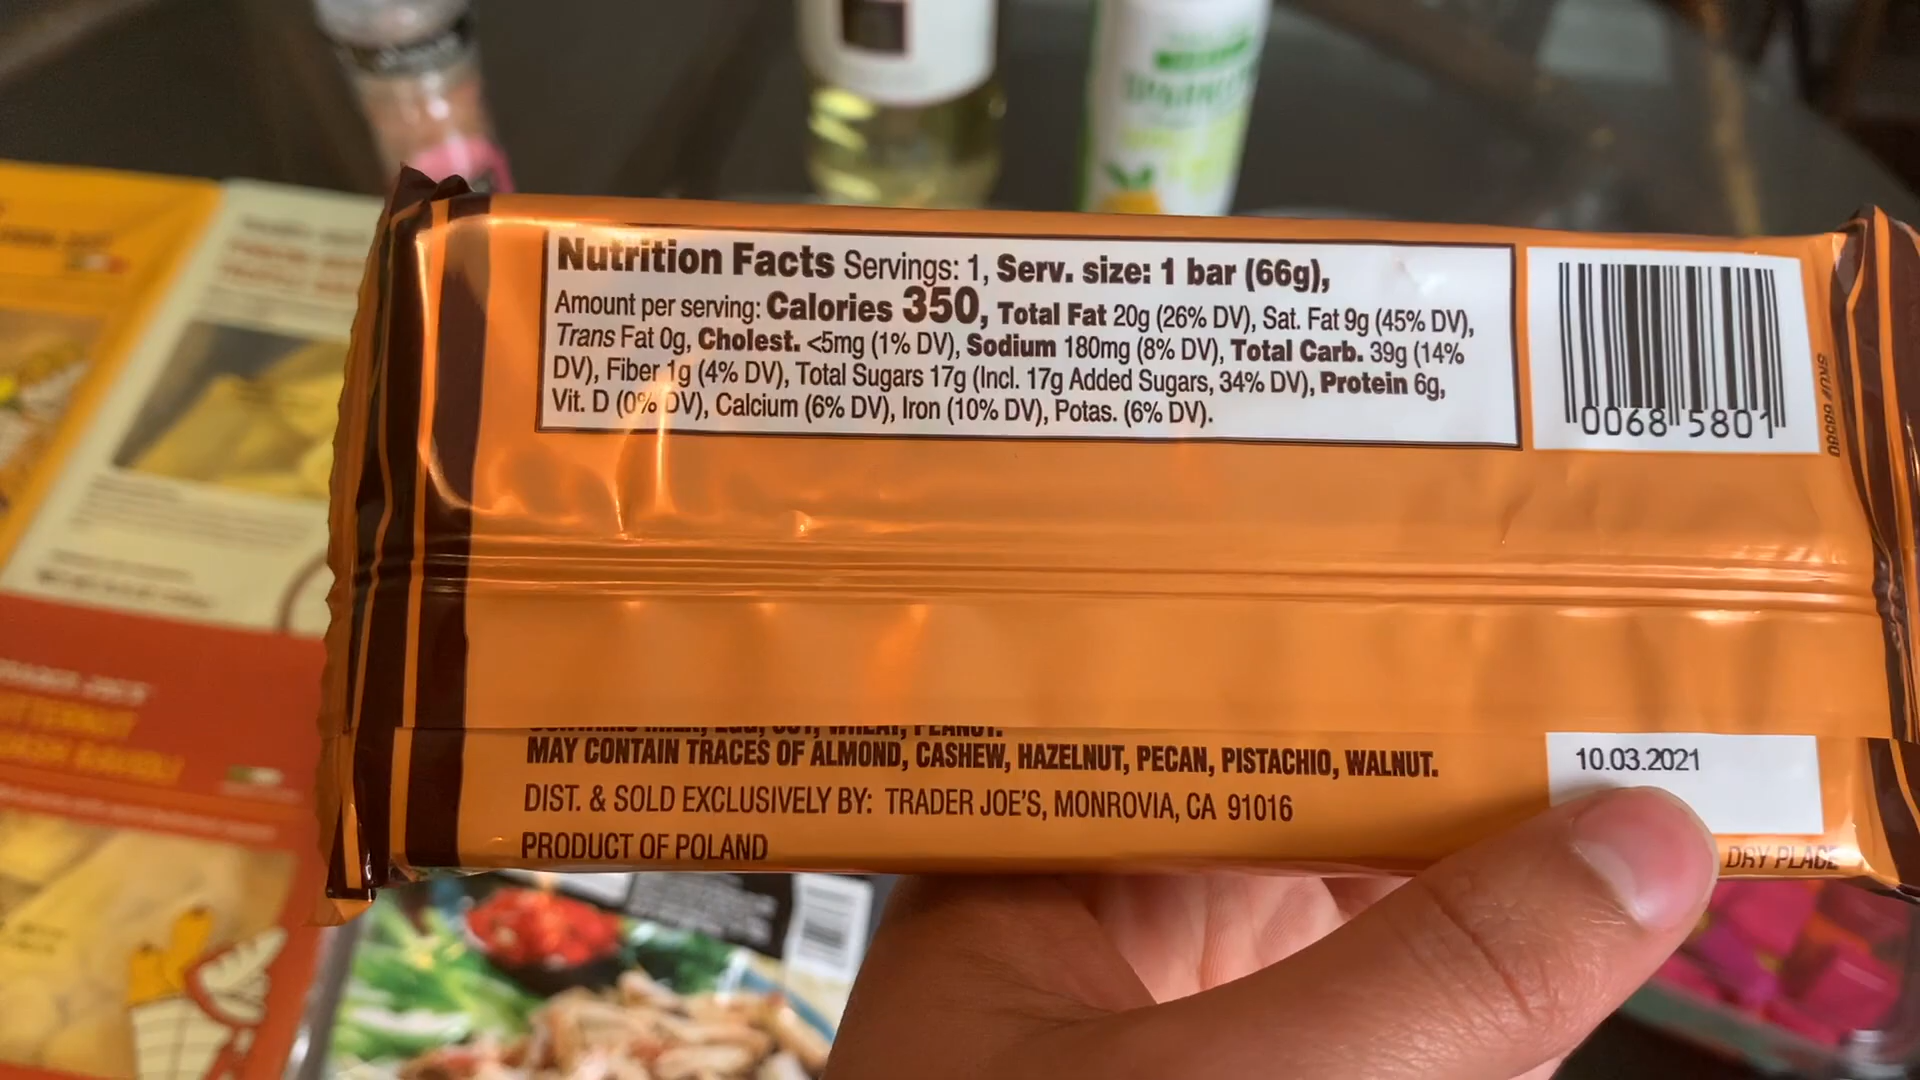 Nutrition Facts Servings: 1, Serv. size: 1 bar (66g),
Amount per serving: Calories 350, Total Fat 20g (26% DV), Sat. Fat 9g (45% DV),
Trans Fat 0g, Cholest. <5mg (1% DV), Sodium 180mg (8% DV), Total Carb. 39g (14%
DV), Fiber 1g (4% DV), Total Sugars 17g (Incl. 17g Added Sugars, 34% DV), Protein 6g,
Vit. D (0% DV), Calcium (6% DV), Iron (10% DV), Potas. (6% DV).
0068 5801
MAY CONTAIN TRACES OF ALMOND, CASHEW, HAZELNUT, PECAN, PISTACHIO, WALNUT.
DIST. & SOLD EXCLUSIVELY BY: TRADER JOE'S, MONROVIA, CA 91016
PRODUCT OF POLAND
10.03.2021
DRY PLACE